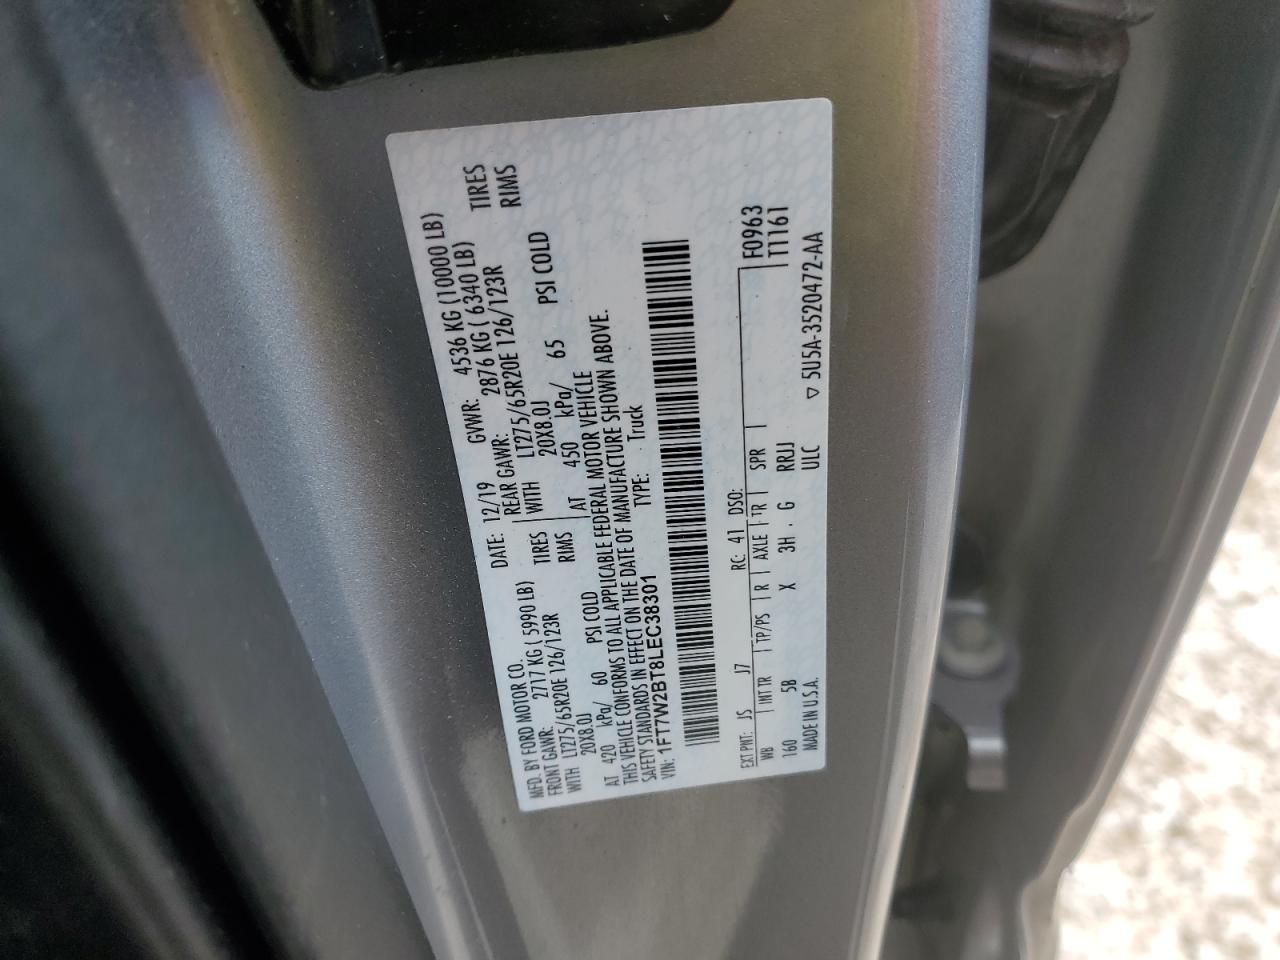 MFD. BY FORD MOTOR CO.
DATE: 12/19 GVWR: 4536 KG (10000 LB)
FRONT GAWR: 2717 KG ( 5990 LB) REAR GAWR: 2876 KG ( 6340 LB)
WITH LT275/65R20E 126/123R TIRES WITH LT275/65R20E 126/123R TIRES
20X8.0J RIMS 20X8.0J RIMS
AT 420 kPa/ 60 PSI COLD AT 450 kPa/ 65 PSI COLD
THIS VEHICLE CONFORMS TO ALL APPLICABLE FEDERAL MOTOR VEHICLE
SAFETY STANDARDS IN EFFECT ON THE DATE OF MANUFACTURE SHOWN ABOVE.
VIN: 1FT7W2BT8LEC38301 TYPE: Truck
F0963
T1161
EXT PNT: JS J7 RC: 41 DSO:
WB INT TR TP/PS R AXLE TR SPR
160 5B X 3H . G RRJJ
MADE IN U.S.A. ULC ▽ 5U5A-3520472-AA